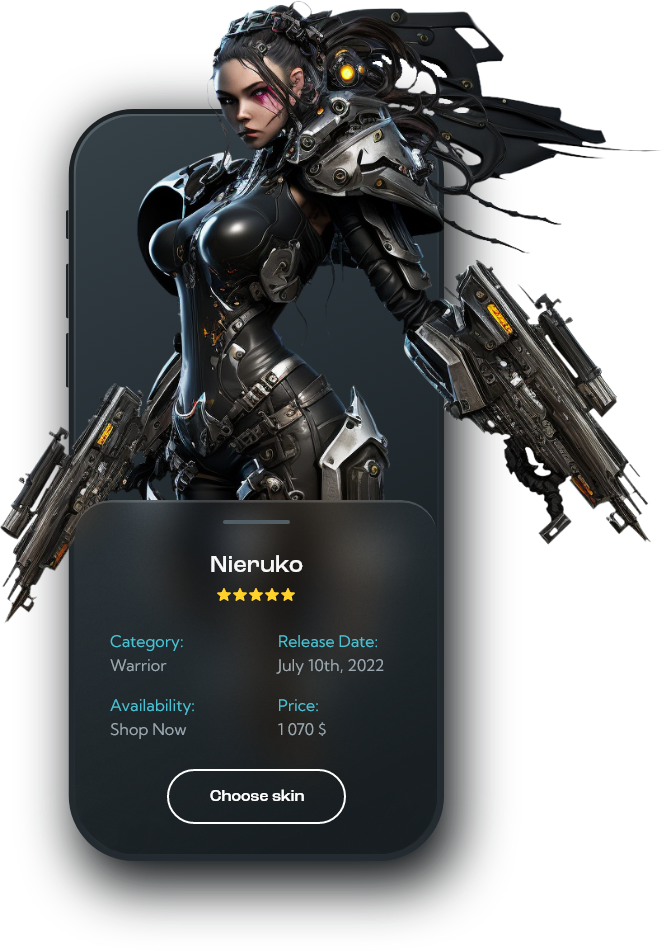 Nieruko
Category:
Warrior
Release Date:
July 10th, 2022
Availability:
Shop Now
Price:
1 070 $
Choose skin